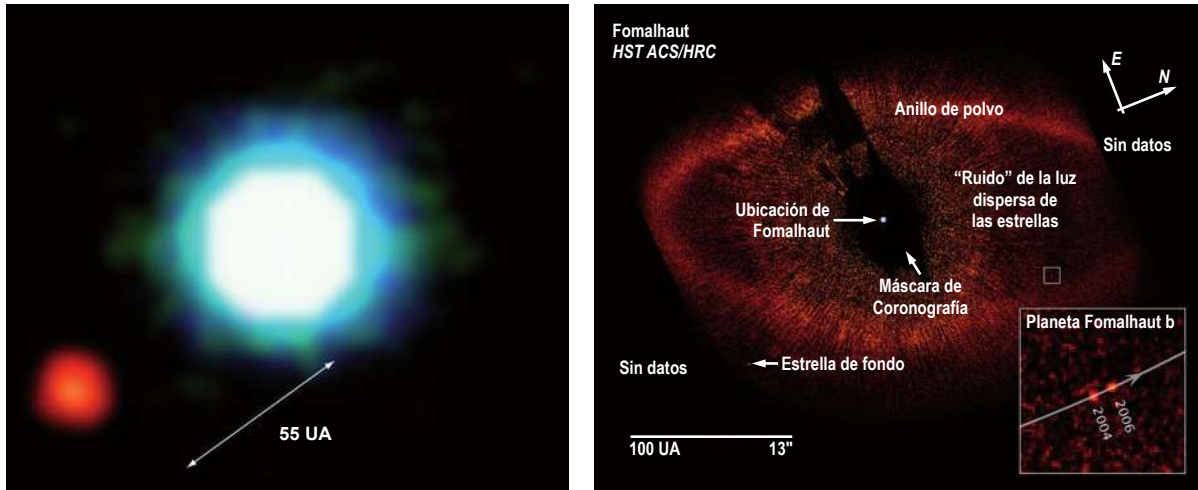 55 UA
Fomalhaut
HST ACS/HRC
E
N
Anillo de polvo
Sin datos
“Ruido” de la luz
dispersa de
las estrellas
Ubicación de
Fomalhaut
Máscara de
Coronografía
Planeta Fomalhaut b
2004
2006
Sin datos
Estrella de fondo
100 UA
13"